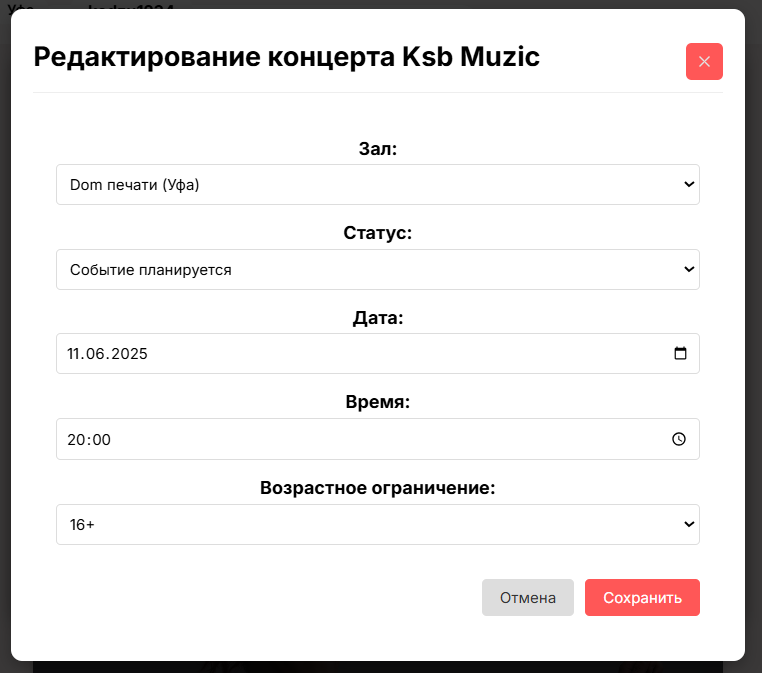 Редактирование концерта Ksb Muzic
Зал:
Dom печати (Уфа)
Статус:
Событие планируется
Дата:
11.06.2025
Время:
20:00
Возрастное ограничение:
16+
Отмена
Сохранить